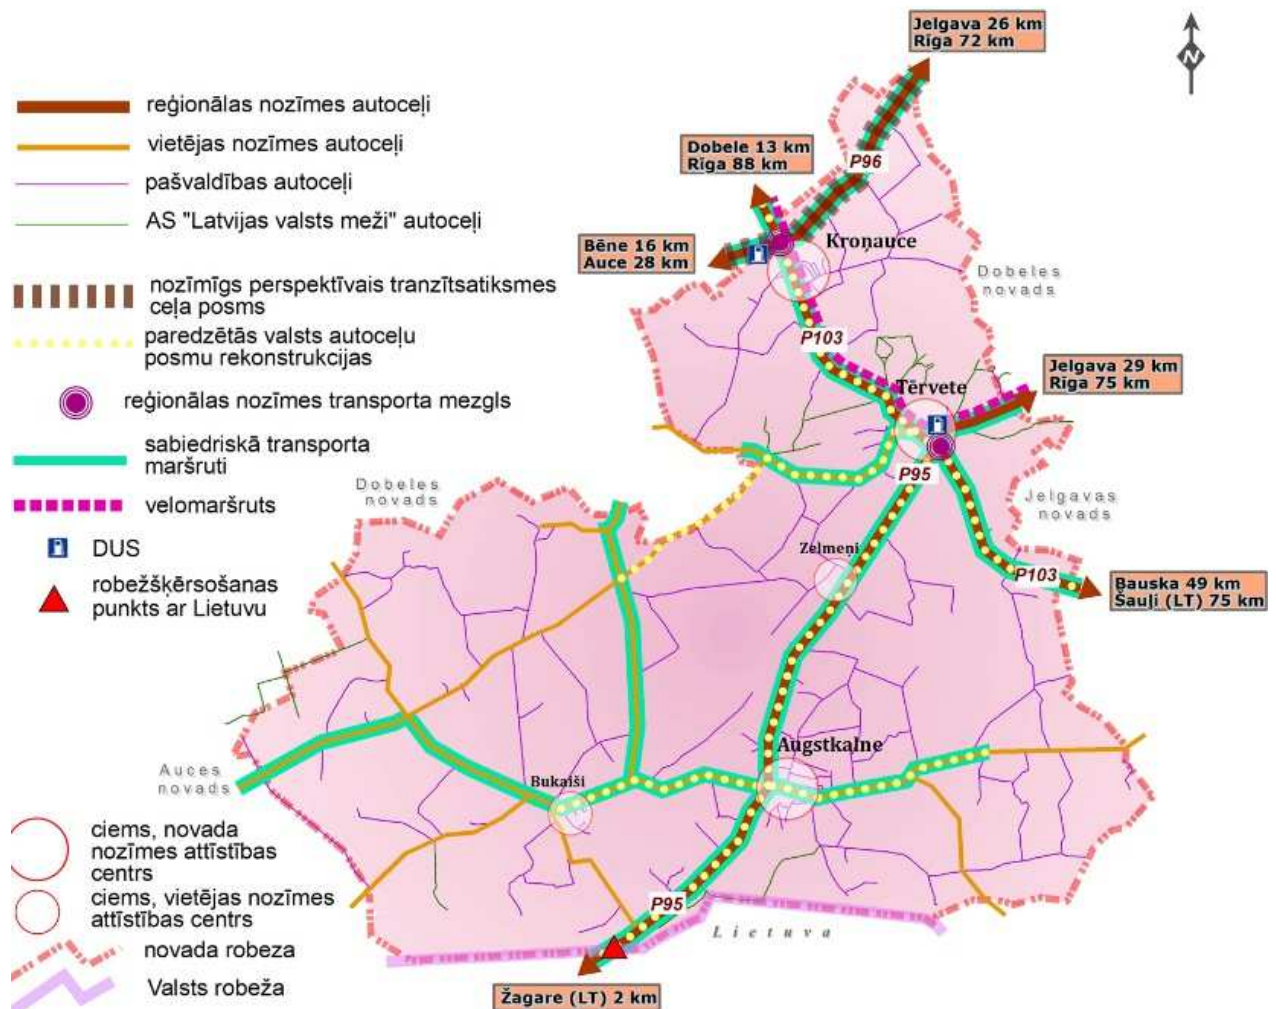 Jelgava 26 km
Rīga 72 km
N
reģionālas nozīmes autoceļi
vietējas nozīmes autoceļi
pašvaldības autoceļi
AS "Latvijas valsts meži" autoceļi
nozīmīgs perspektīvais tranzītsatiksmes
ceļa posms
paredzētās valsts autoceļu
posmu rekonstrukcijas
reģionālas nozīmes transporta mezgls
sabiedriskā transporta
maršruti
velomaršruts
DUS
robežšķērsošanas
punkts ar Lietuvu
ciems, novada
nozīmes attīstības
centrs
ciems, vietējas nozīmes
attīstības centrs
novada robeza
Valsts robeža
Dobele 13 km
Rīga 88 km
P96
Bēne 16 km
Auce 28 km
Kroņauce
Dobeles
novads
P103
Tērvete
Jelgava 29 km
Rīga 75 km
P95
Dobeles
novads
Jelgavas
novads
Zelmeņi
P103
Bauska 49 km
Šauļi (LT) 75 km
Augstkalne
Auces
novads
Bukaiši
P95
Lietuva
Žagare (LT) 2 km